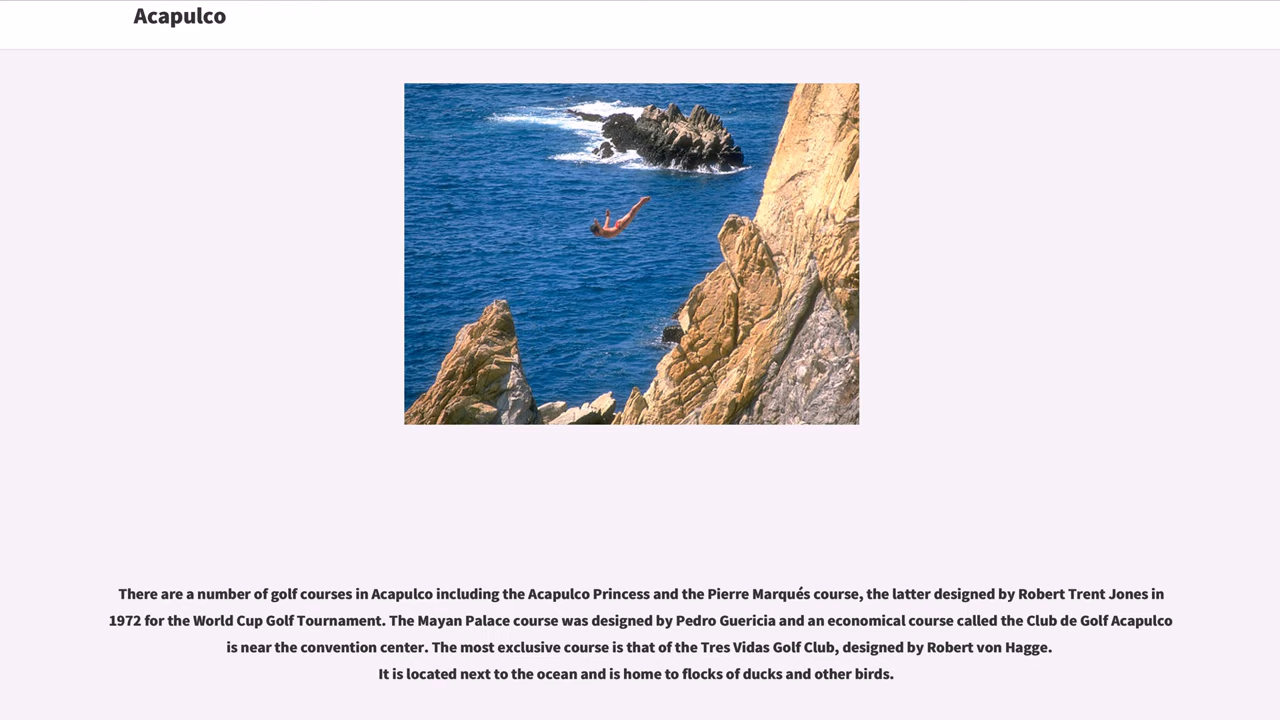 Acapulco
There are a number of golf courses in Acapulco including the Acapulco Princess and the Pierre Marqués course, the latter designed by Robert Trent Jones in
1972 for the World Cup Golf Tournament. The Mayan Palace course was designed by Pedro Guericia and an economical course called the Club de Golf Acapulco
is near the convention center. The most exclusive course is that of the Tres Vidas Golf Club, designed by Robert von Hagge.
It is located next to the ocean and is home to flocks of ducks and other birds.